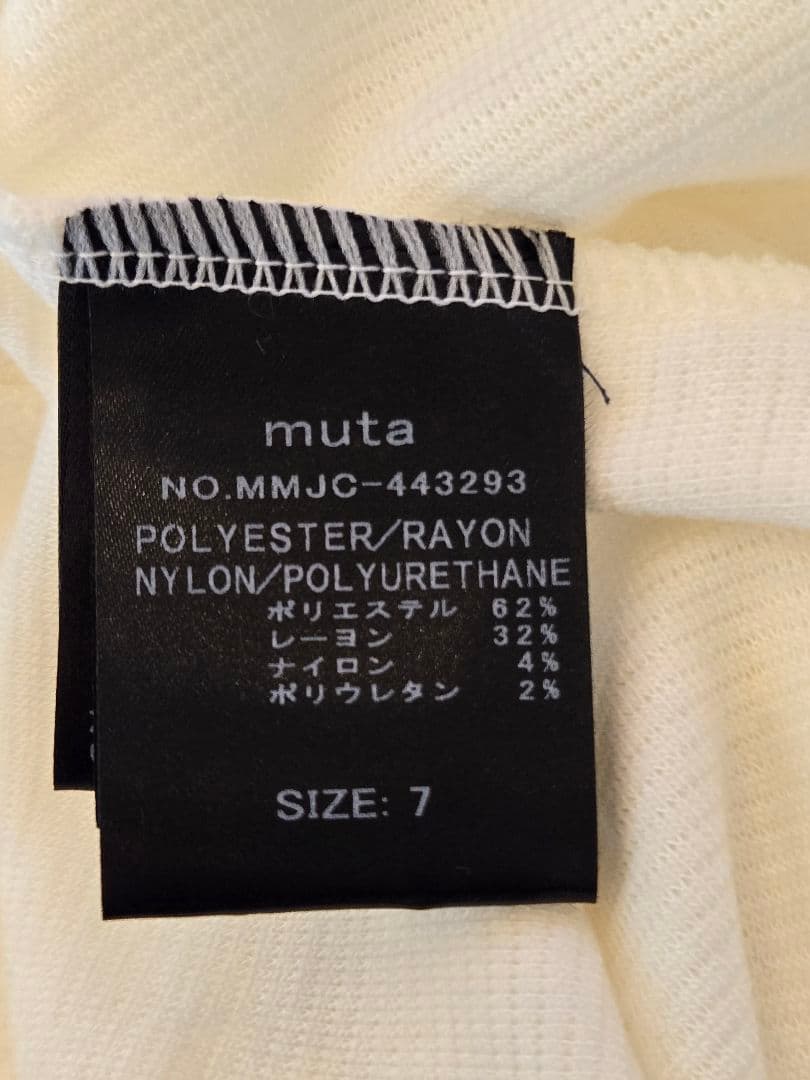 muta
NO.MMJC-443293
POLYESTER/RAYON
NYLON/POLYURETHANE
ポリエステル 62%
レーヨン 32%
ナイロン 4%
ポリウレタン 2%
SIZE: 7